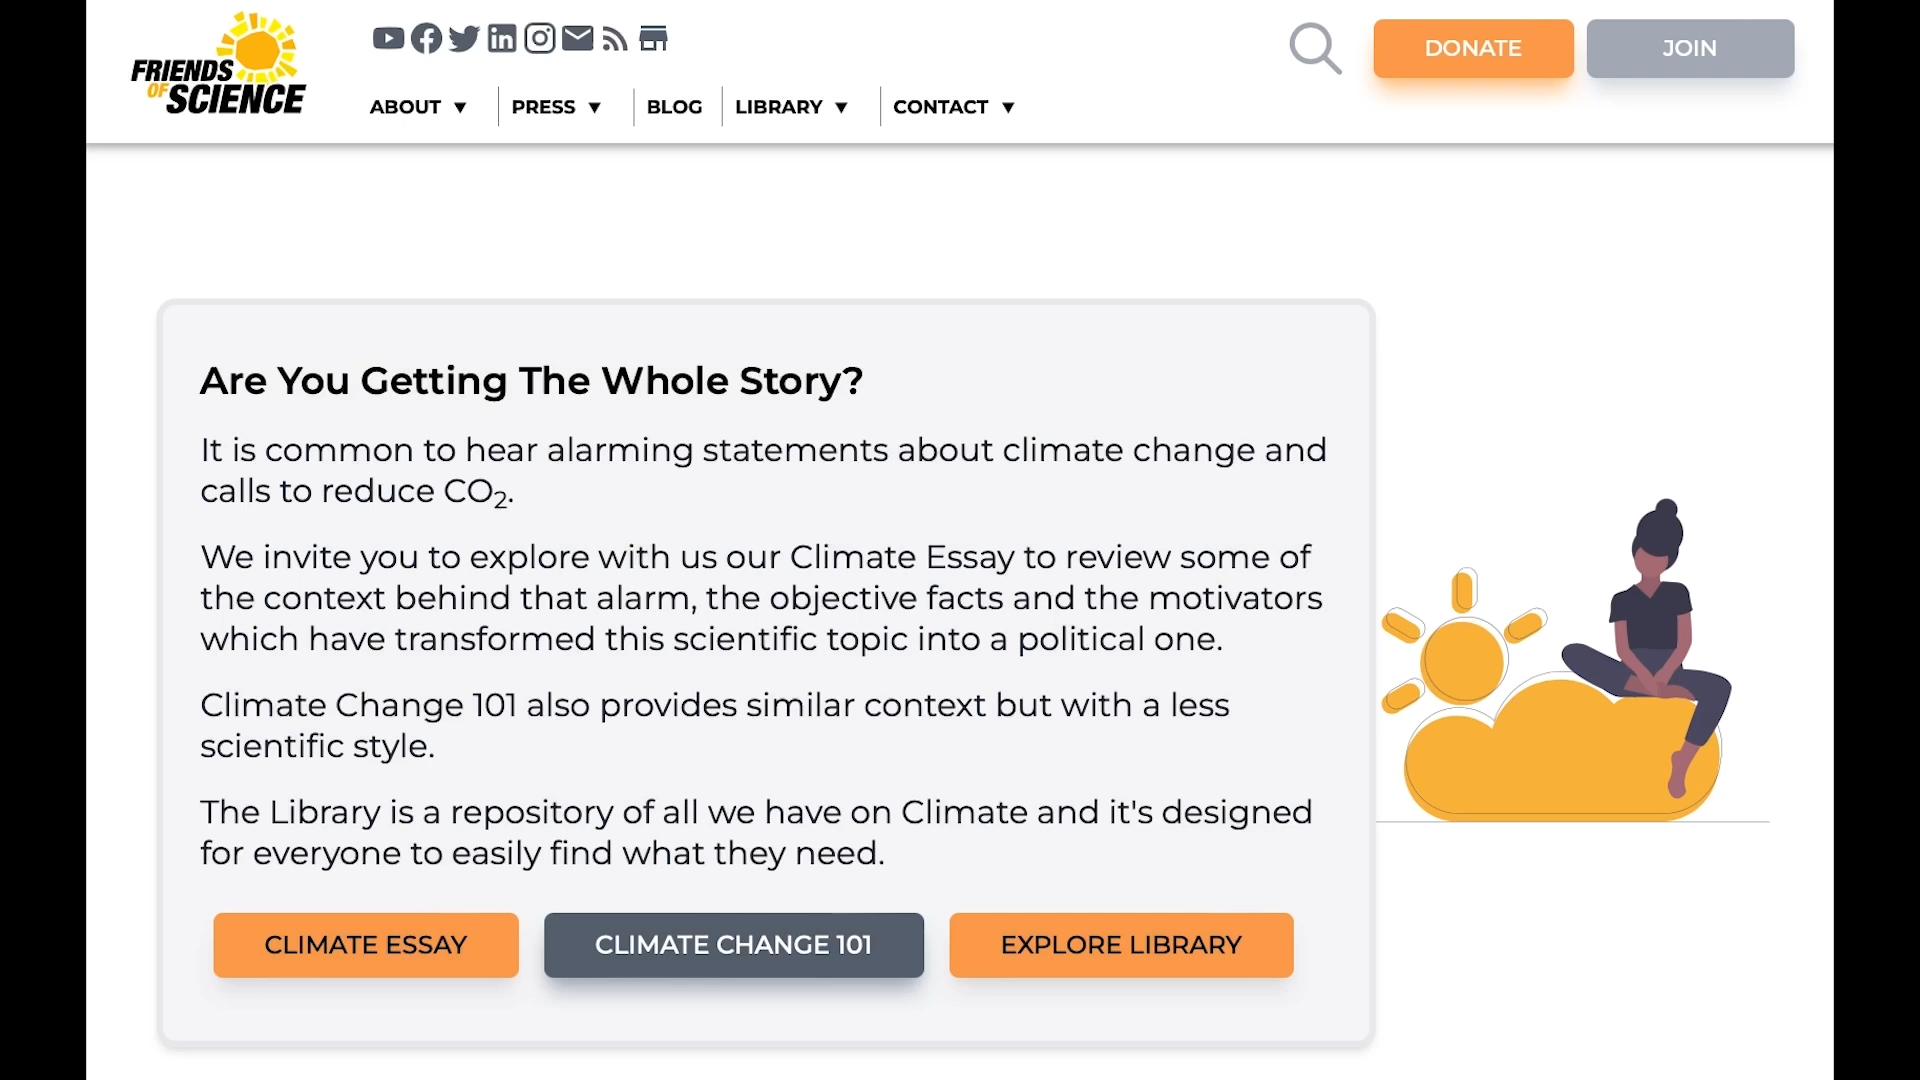 FRIENDS
OF SCIENCE
DONATE
JOIN
ABOUT ▼
PRESS ▼
BLOG
LIBRARY ▼
CONTACT ▼
Are You Getting The Whole Story?
It is common to hear alarming statements about climate change and
calls to reduce CO₂.
We invite you to explore with us our Climate Essay to review some of
the context behind that alarm, the objective facts and the motivators
which have transformed this scientific topic into a political one.
Climate Change 101 also provides similar context but with a less
scientific style.
The Library is a repository of all we have on Climate and it's designed
for everyone to easily find what they need.
CLIMATE ESSAY
CLIMATE CHANGE 101
EXPLORE LIBRARY